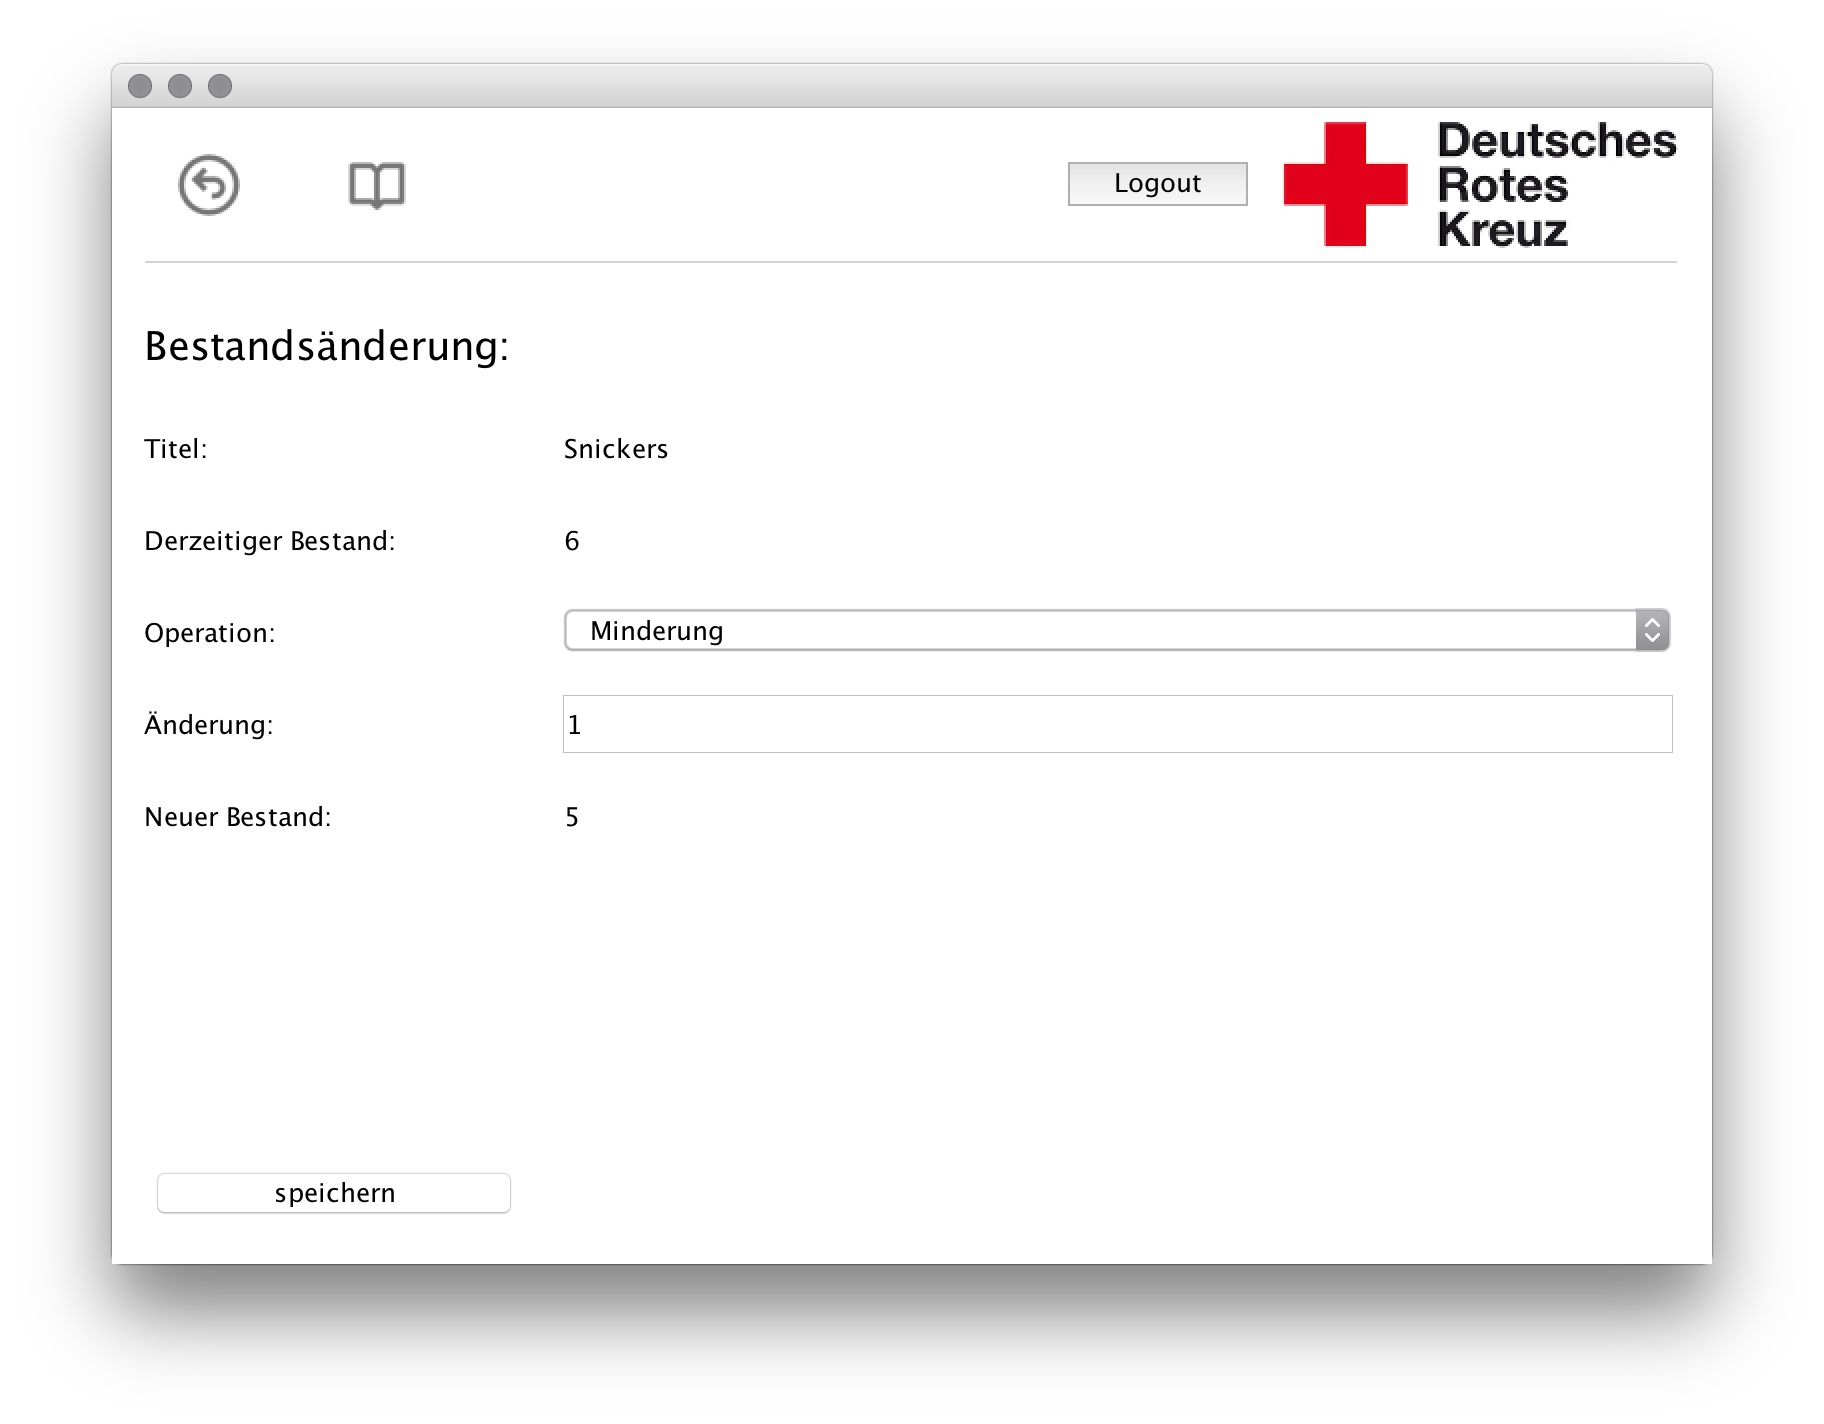 Logout
Deutsches
Rotes
Kreuz
Bestandsänderung:
Titel: Snickers
Derzeitiger Bestand: 6
Operation: Minderung
Änderung: 1
Neuer Bestand: 5
speichern